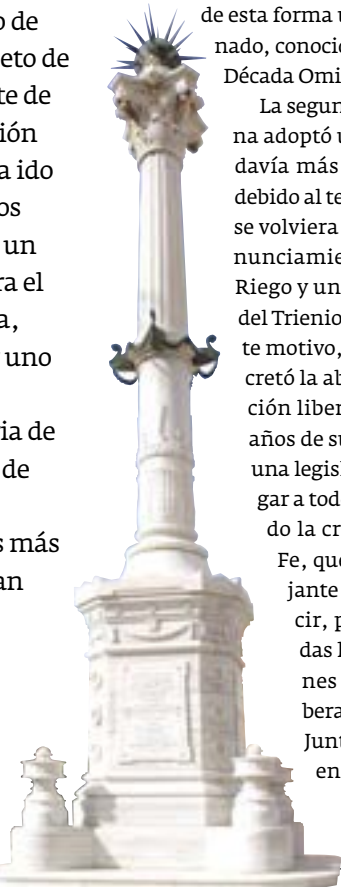 o de
eto de
te de
ión
a ido
os
un
ra el
a,
uno
ria de
de
s más
an
de esta forma u
nado, conocid
Década Omi
La segun
na adoptó u
davía más
debido al te
se volviera
nunciamie
Riego y un
del Trienio
te motivo,
cretó la ab
ción liber
años de su
una legisl
gar a tod
do la cr
Fe, que
jante
cir, p
das l
nes
bera
Junt
en